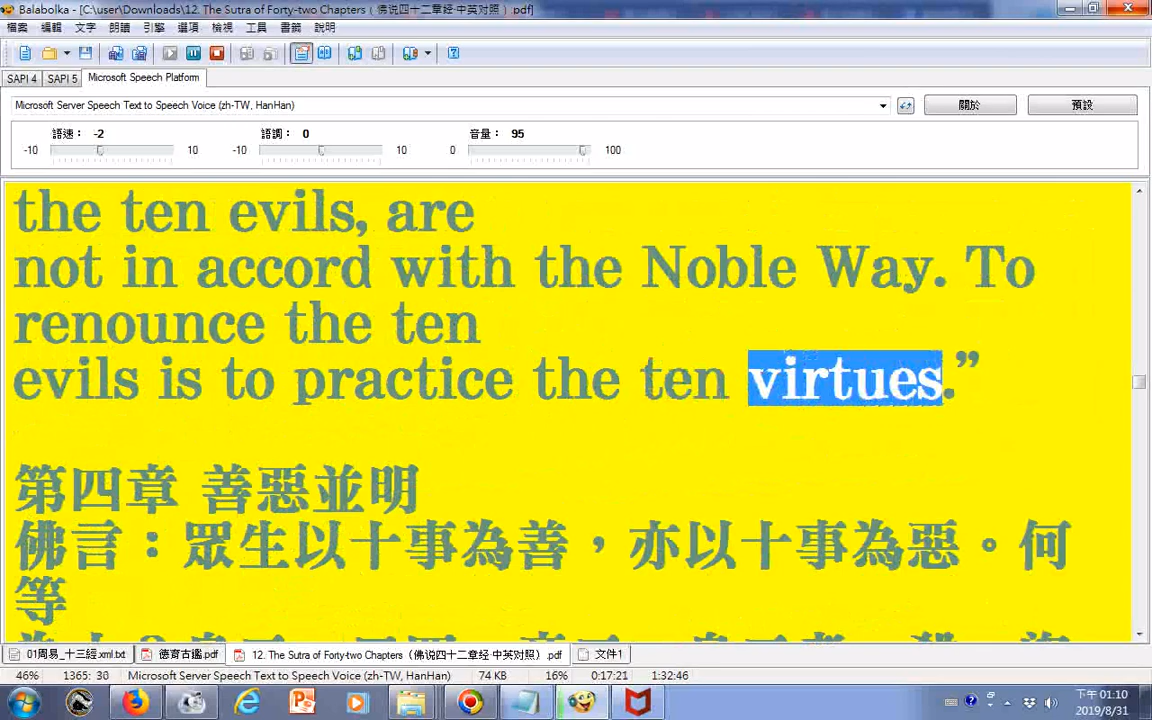 Balabolka - [C:\user\Downloads\12. The Sutra of Forty-two Chapters（佛说四十二章经-中英对照）.pdf]
檔案 編輯 文字 朗讀 引擎 選項 檢視 工具 書籤 說明
SAPI 4 SAPI 5 Microsoft Speech Platform
Microsoft Server Speech Text to Speech Voice (zh-TW, HanHan) 關於 預設
語速： -2 語調： 0 音量： 95
-10 10 -10 10 0 100
the ten evils, are
not in accord with the Noble Way. To
renounce the ten
evils is to practice the ten virtues.”
第四章 善惡並明
佛言：眾生以十事為善，亦以十事為惡。何
等
01周易_十三經.xml.txt 德育古鑑.pdf 12. The Sutra of Forty-two Chapters（佛说四十二章经-中英对照）.pdf 文件1
46% 1365: 30 Microsoft Server Speech Text to Speech Voice (zh-TW, HanHan) 74 KB 16% 0:17:21 1:32:46
下午 01:10
2019/8/31